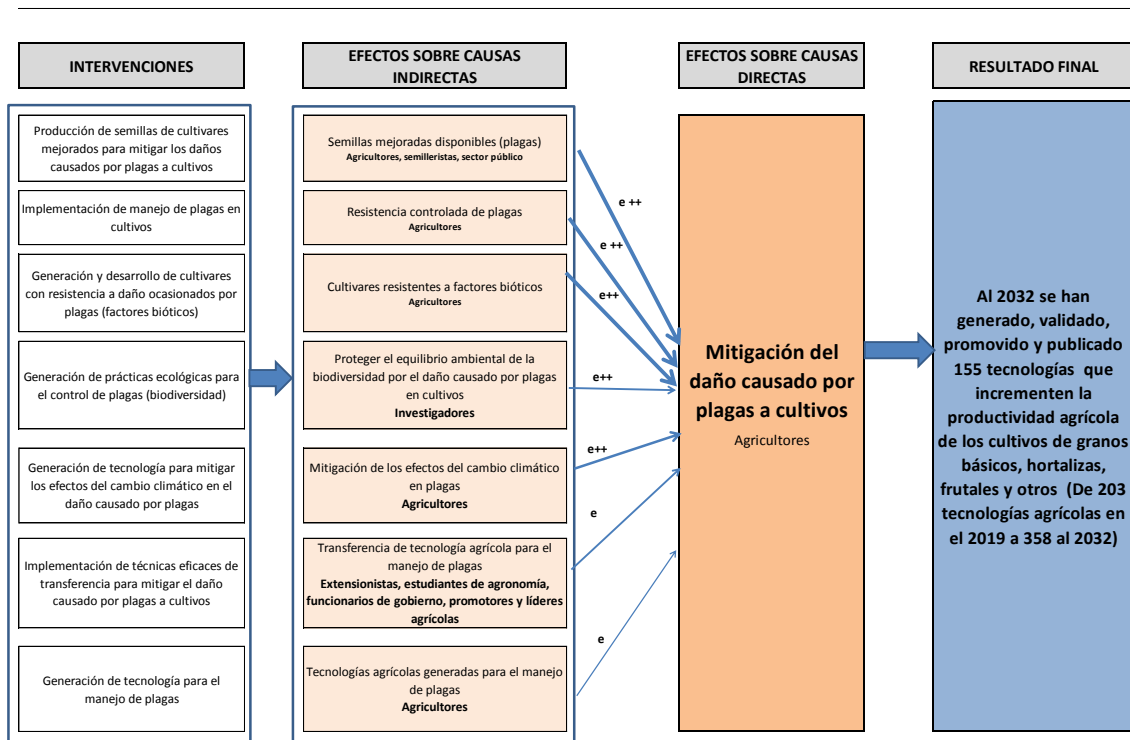 INTERVENCIONES
EFECTOS SOBRE CAUSAS
INDIRECTAS
EFECTOS SOBRE CAUSAS
DIRECTAS
RESULTADO FINAL
Producción de semillas de cultivares
mejorados para mitigar los daños
causados por plagas a cultivos
Implementación de manejo de plagas en
cultivos
Generación y desarrollo de cultivares
con resistencia a daño ocasionados por
plagas (factores bióticos)
Generación de prácticas ecológicas para
el control de plagas (biodiversidad)
Generación de tecnología para mitigar
los efectos del cambio climático en el
daño causado por plagas
Implementación de técnicas eficaces de
transferencia para mitigar el daño
causado por plagas a cultivos
Generación de tecnología para el
manejo de plagas
Semillas mejoradas disponibles (plagas)
Agricultores, semilleristas, sector público
Resistencia controlada de plagas
Agricultores
Cultivares resistentes a factores bióticos
Agricultores
Proteger el equilibrio ambiental de la
biodiversidad por el daño causado por plagas
en cultivos
Investigadores
Mitigación de los efectos del cambio climático
en plagas
Agricultores
Transferencia de tecnología agrícola para el
manejo de plagas
Extensionistas, estudiantes de agronomía,
funcionarios de gobierno, promotores y líderes
agrícolas
Tecnologías agrícolas generadas para el manejo
de plagas
Agricultores
e ++
e ++
e++
e++
e++
e
e
Mitigación del
daño causado por
plagas a cultivos
Agricultores
Al 2032 se han
generado, validado,
promovido y publicado
155 tecnologías que
incrementen la
productividad agrícola
de los cultivos de granos
básicos, hortalizas,
frutales y otros (De 203
tecnologías agrícolas en
el 2019 a 358 al 2032)